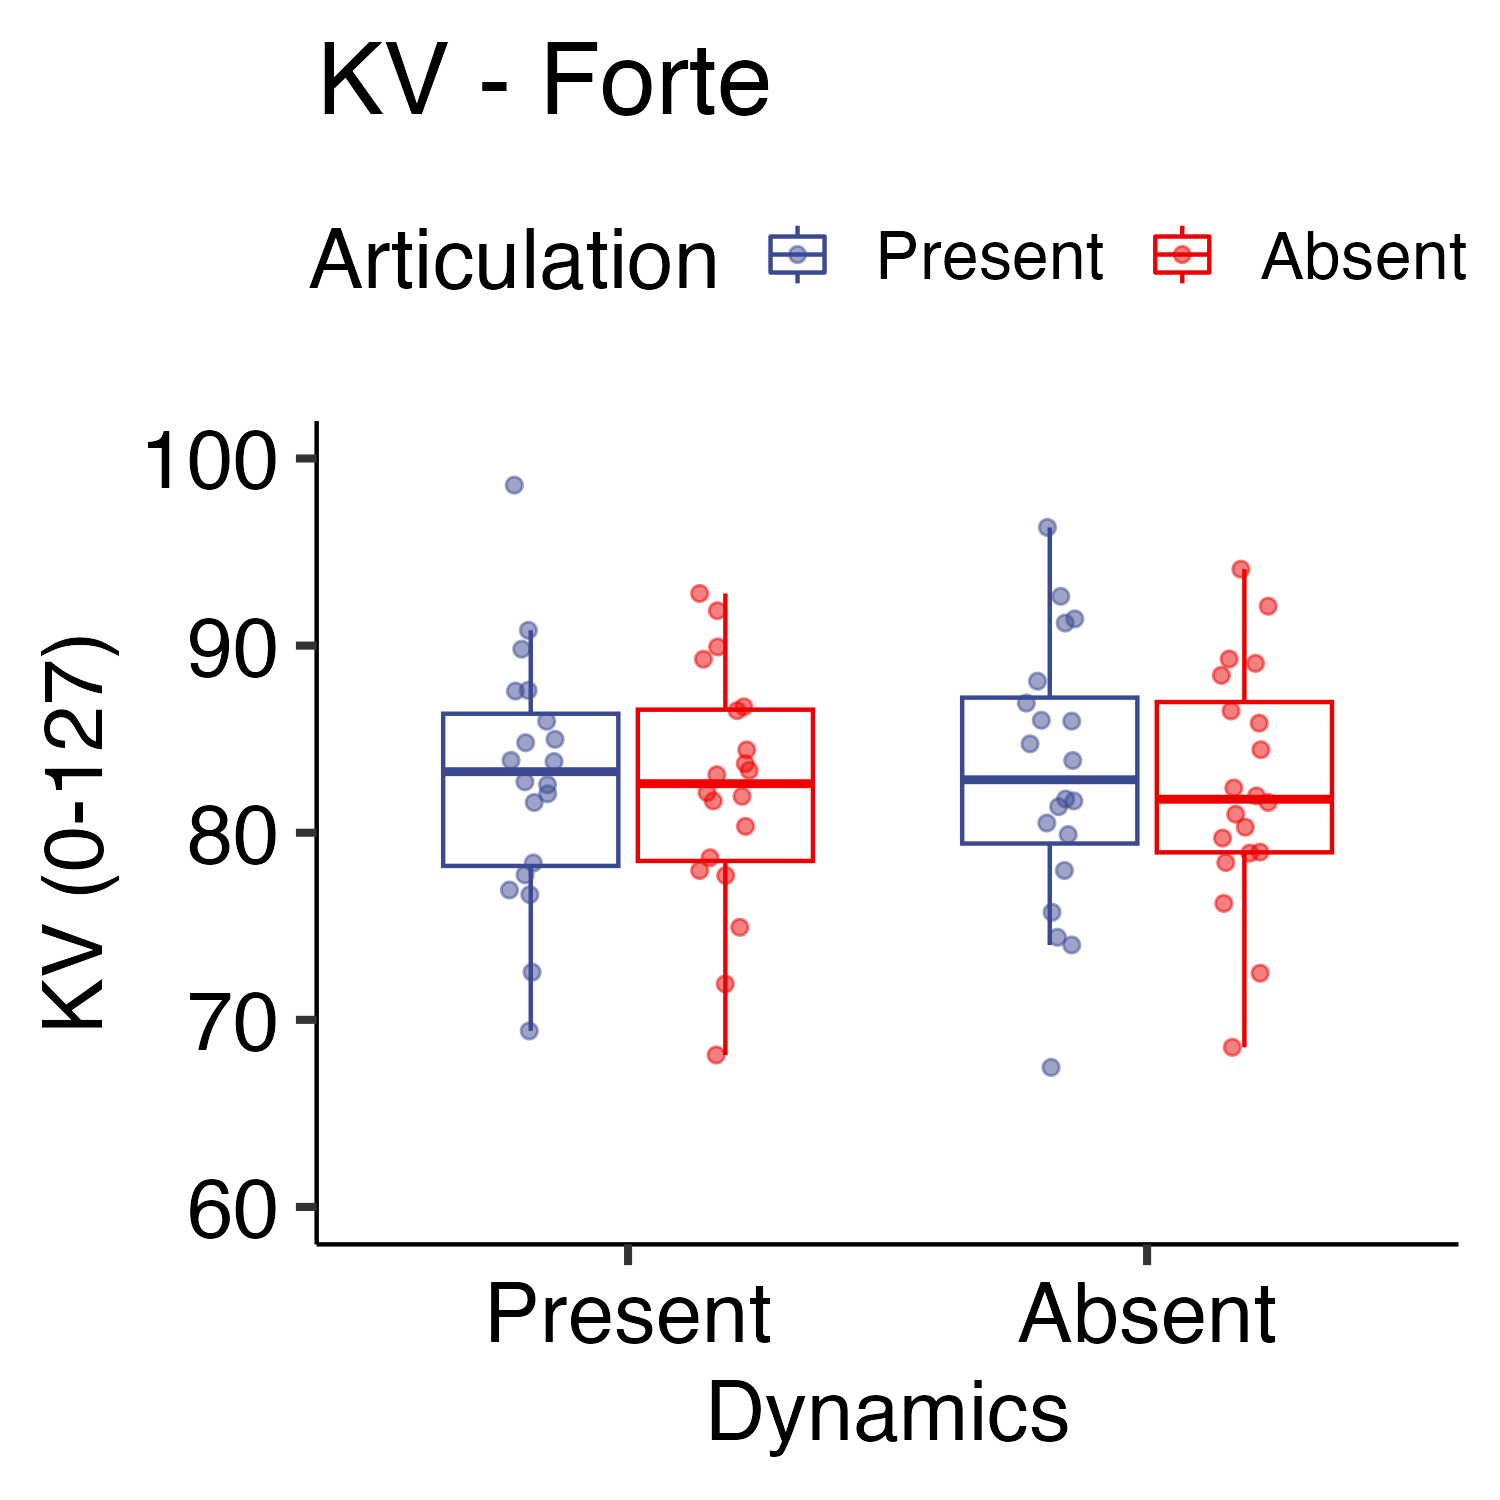 KV - Forte
Articulation Present Absent
KV (0-127)
100
90
80
70
60
Present Absent
Dynamics